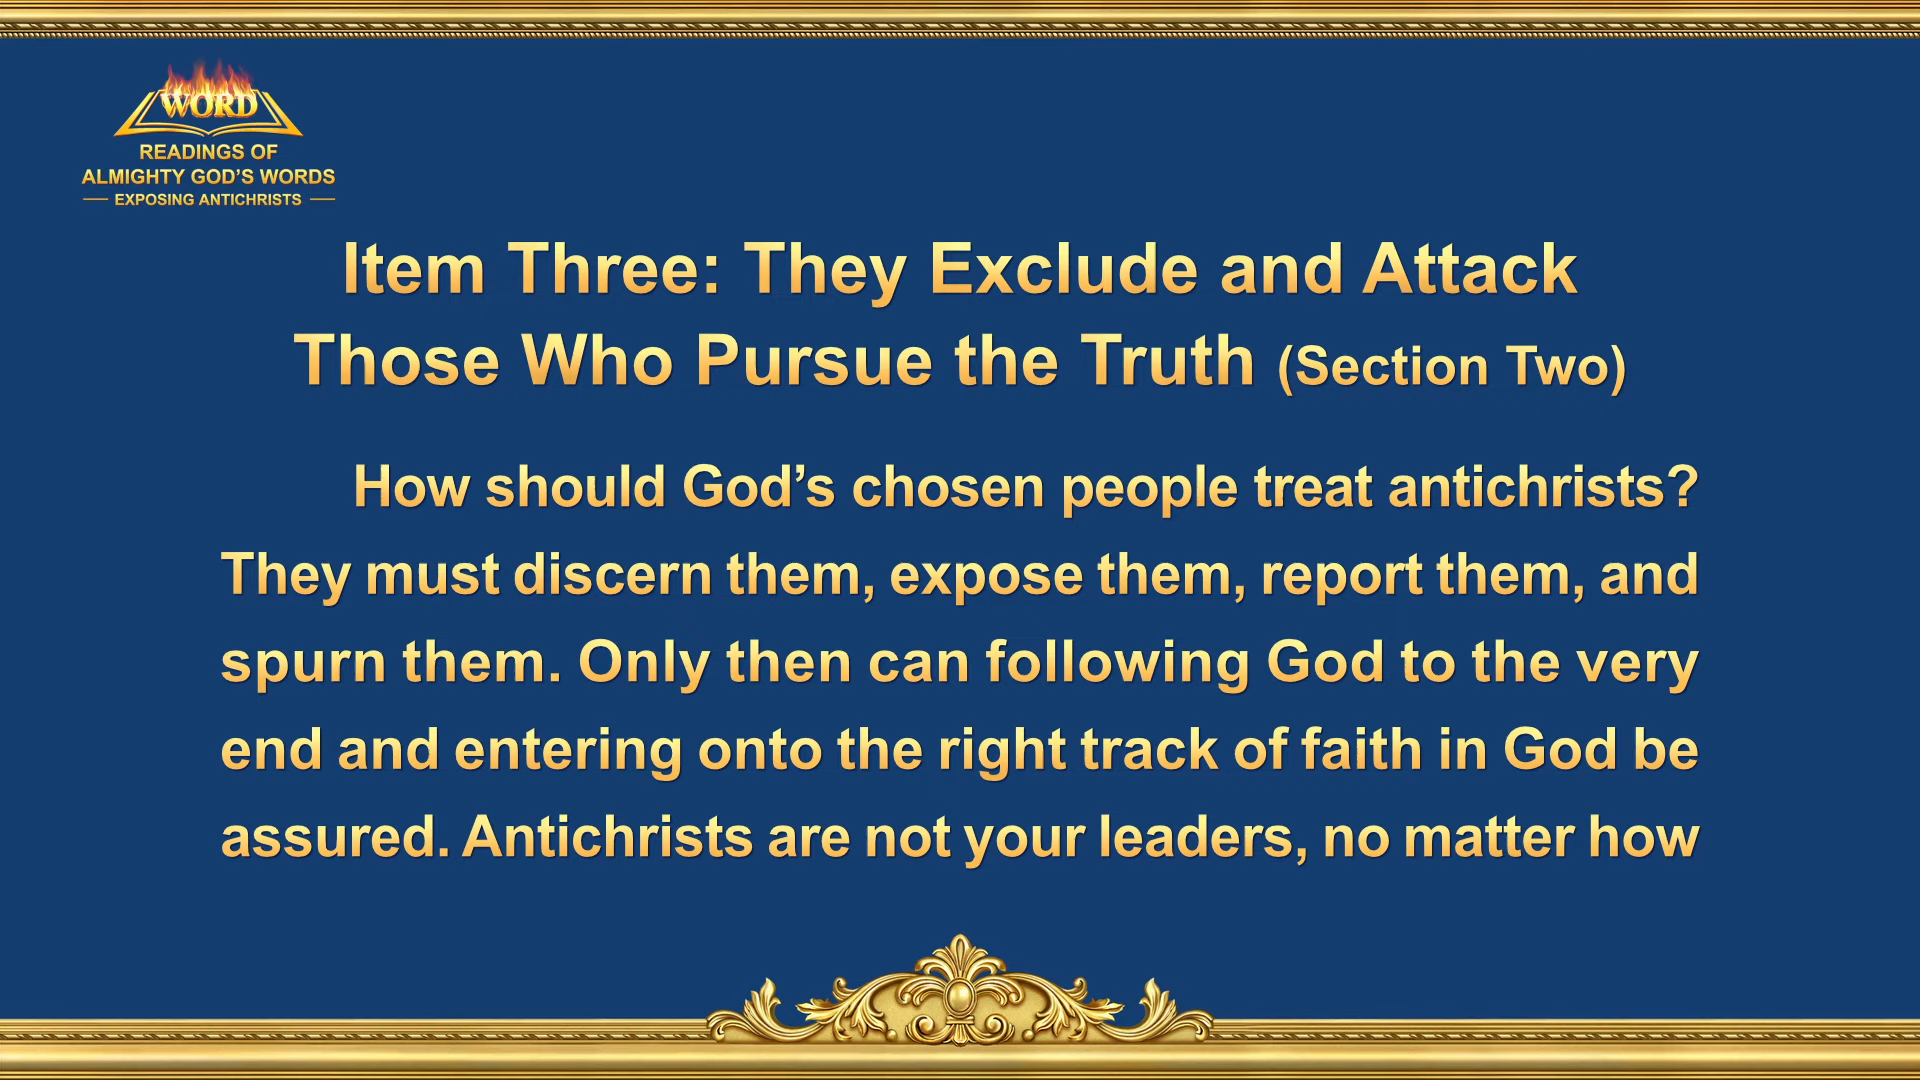 WORD
READINGS OF
ALMIGHTY GOD’S WORDS
EXPOSING ANTICHRISTS
Item Three: They Exclude and Attack
Those Who Pursue the Truth (Section Two)
How should God’s chosen people treat antichrists?
They must discern them, expose them, report them, and
spurn them. Only then can following God to the very
end and entering onto the right track of faith in God be
assured. Antichrists are not your leaders, no matter how